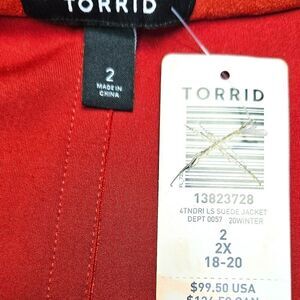 TORRID
2
MADE IN
CHINA
TORRID
13823728
4TNDRI LS SUEDE JACKET
DEPT 0057 20WINTER
2
2X
18-20
$99.50 USA